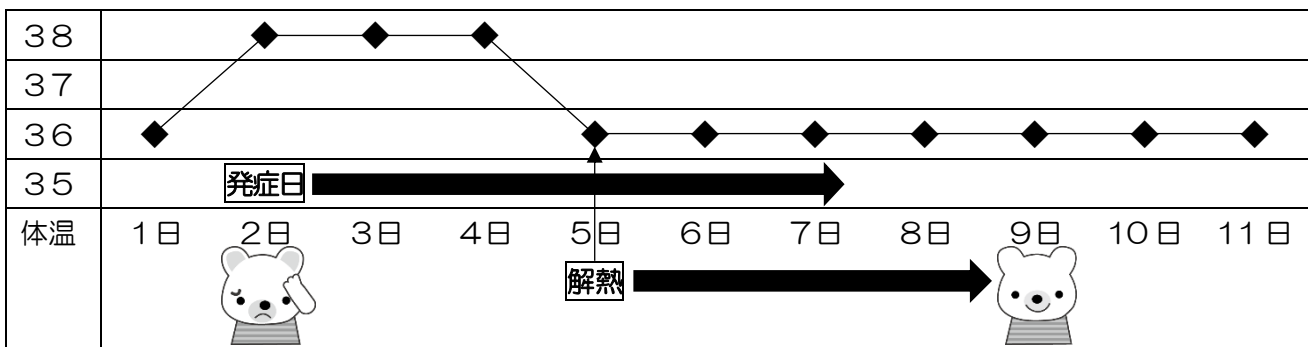 ３８
３７
３６
３５
発症日
体温 １日 ２日 ３日 ４日 ５日 ６日 ７日 ８日 ９日 １０日 １１日
解熱